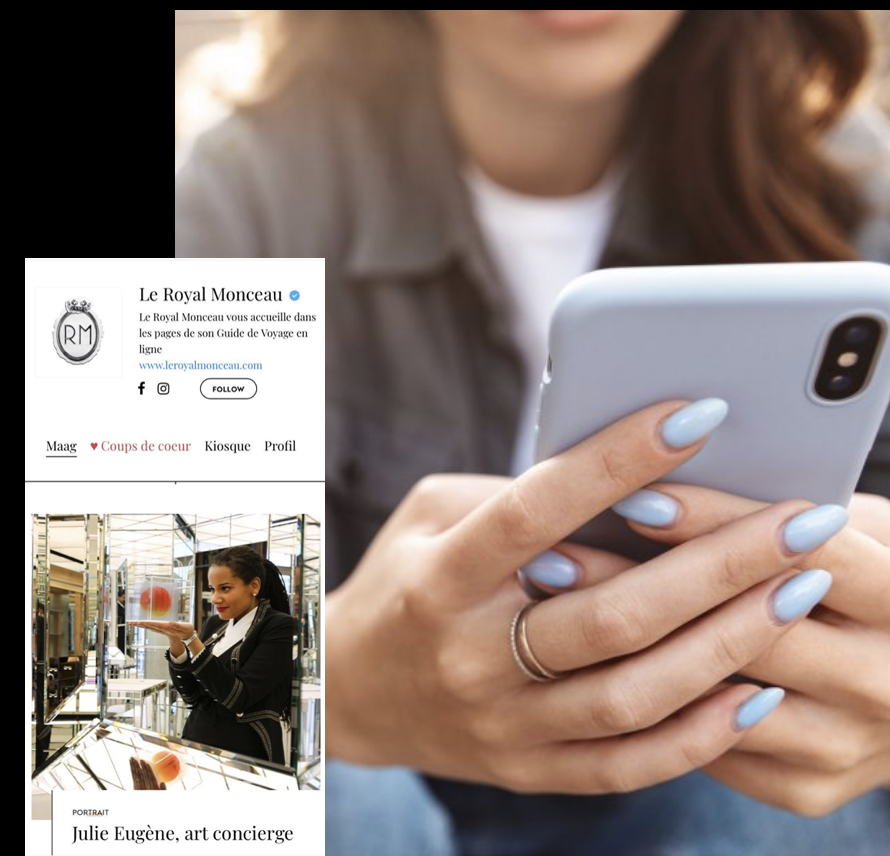 RM
Le Royal Monceau
Le Royal Monceau vous accueille dans
les pages de son Guide de Voyage en
ligne
www.leroyalmonceau.com
FOLLOW
Maag ♥ Coups de coeur Kiosque Profil
PORTRAIT
Julie Eugène, art concierge